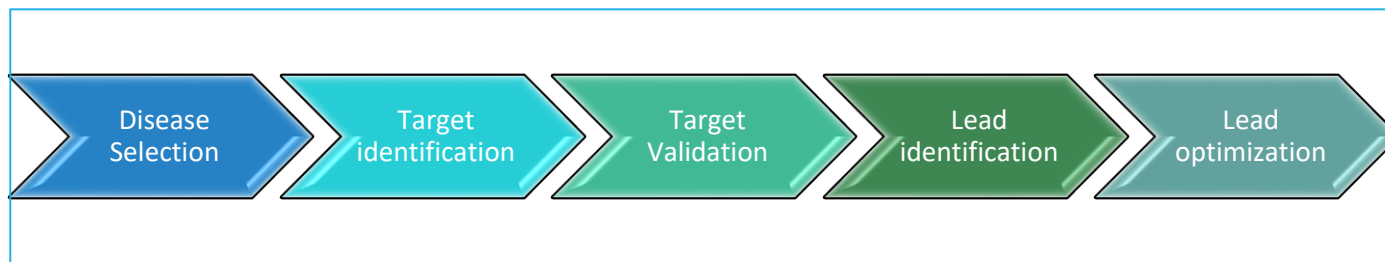 Disease
Selection
Target
identification
Target
Validation
Lead
identification
Lead
optimization